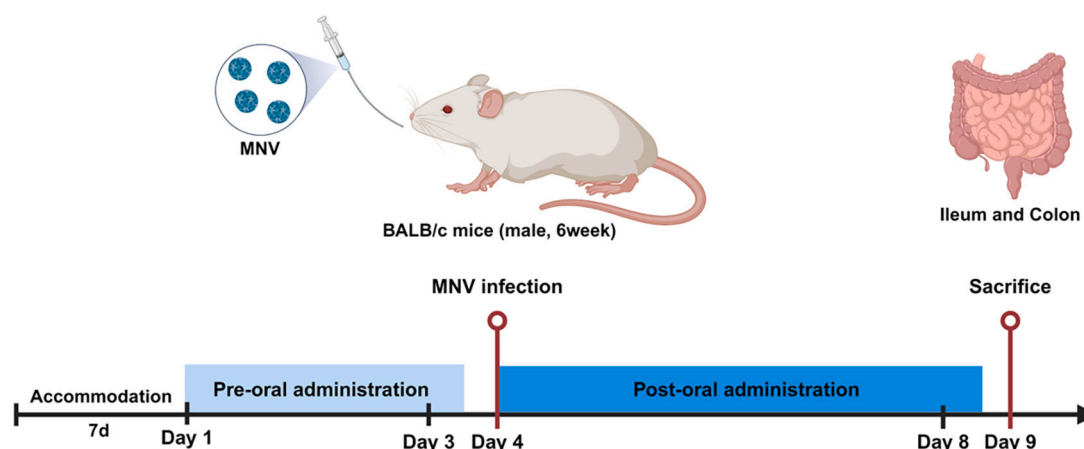 MNV
BALB/c mice (male, 6week)
Ileum and Colon
MNV infection
Sacrifice
Accommodation
7d
Pre-oral administration
Post-oral administration
Day 1
Day 3
Day 4
Day 8
Day 9